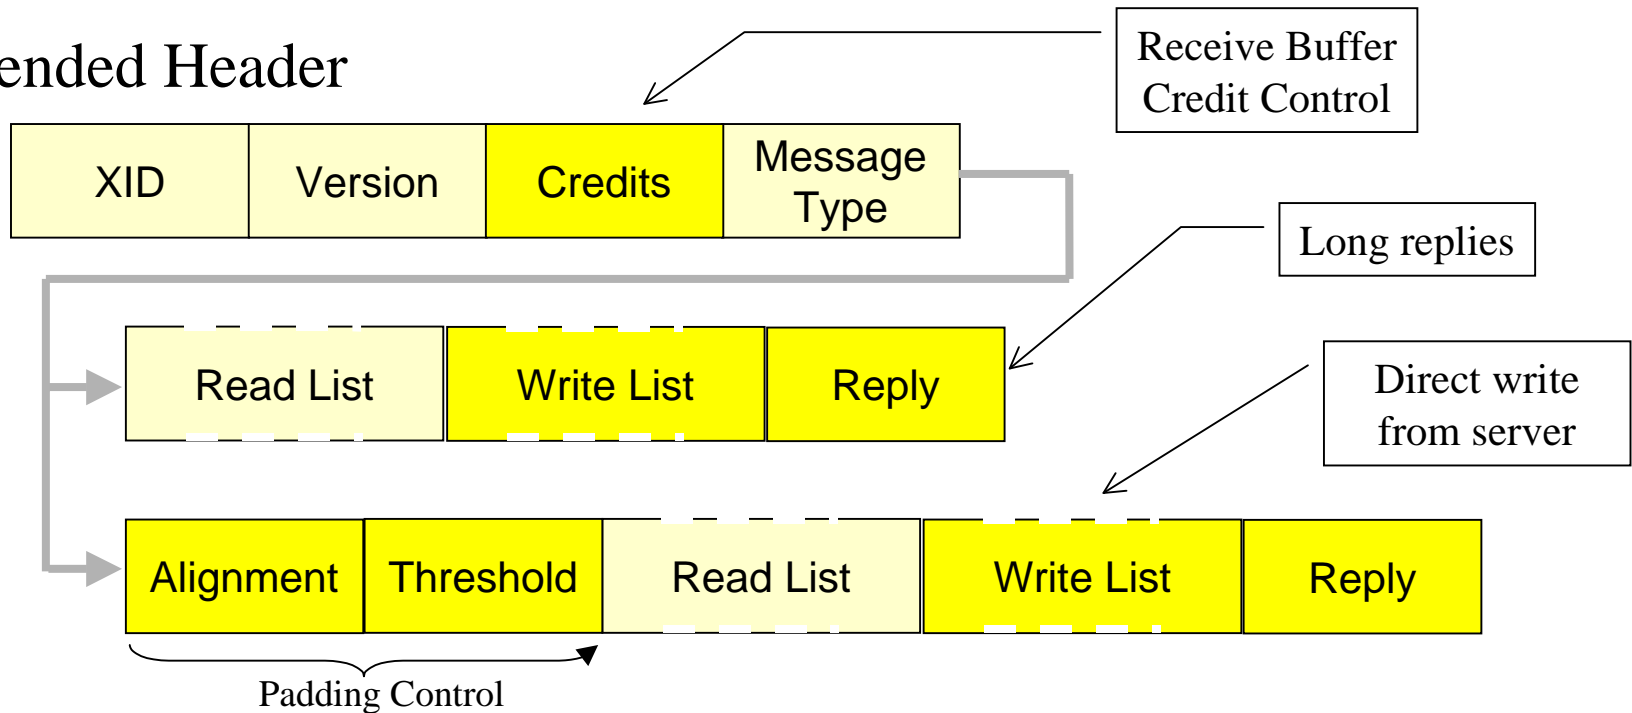 ended Header
Receive Buffer
Credit Control
XID
Version
Credits
Message
Type
Long replies
Read List
Write List
Reply
Direct write
from server
Alignment
Threshold
Read List
Write List
Reply
Padding Control